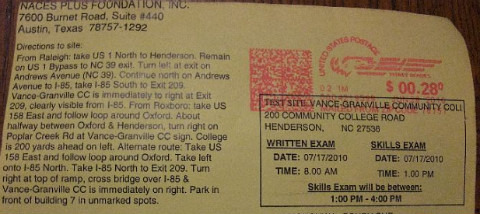 NACES PLUS FOUNDATION, INC.
7600 Burnet Road, Suite #440
Austin, Texas 78757-1292
Directions to site:
From Raleigh: take US 1 North to Henderson. Remain
on US 1 Bypass to NC 39 exit. Turn left at exit on
Andrews Avenue (NC 39). Continue north on Andrews
Avenue to I-85, take I-85 South to Exit 209.
Vance-Granville CC is immediately to right at Exit
209, clearly visible from I-85. From Roxboro: take US
158 East and follow loop around Oxford. About
halfway between Oxford & Henderson, turn right on
Poplar Creek Rd at Vance-Granville CC sign. College
is 200 yards ahead on left. Alternate route: Take US
158 East and follow loop around Oxford. Take left
onto I-85 North. Take I-85 North to Exit 209. Turn
right at top of ramp, cross bridge over I-85 &
Vance-Granville CC is immediately on right. Park in
front of building 7 in unmarked spots.
UNITED STATES POSTAGE
PITNEY BOWES
02 1M
$ 00.28⁰
TEST SITE: VANCE-GRANVILLE COMMUNITY COLL
200 COMMUNITY COLLEGE ROAD
HENDERSON, NC 27536
WRITTEN EXAM SKILLS EXAM
DATE: 07/17/2010 DATE: 07/17/2010
TIME: 8:00 AM TIME: 1:00 PM
Skills Exam will be between:
1:00 PM - 4:00 PM